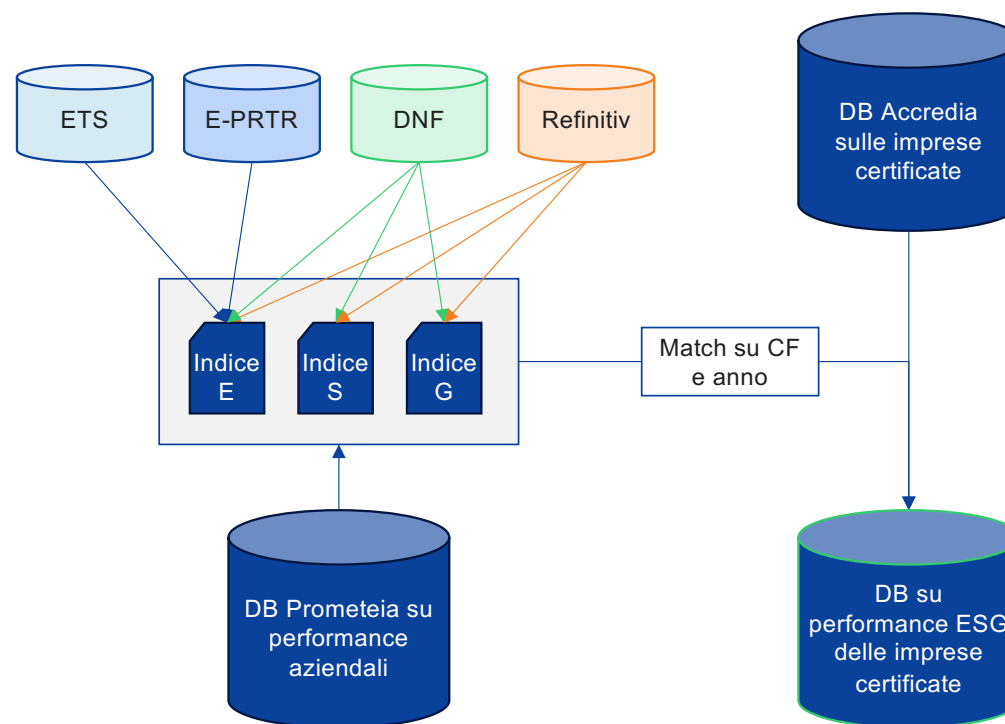 ETS
E-PRTR
DNF
Refinitiv
DB Accredia
sulle imprese
certificate
Indice
E
Indice
S
Indice
G
Match su CF
e anno
DB Prometeia su
performance
aziendali
DB su
performance ESG
delle imprese
certificate